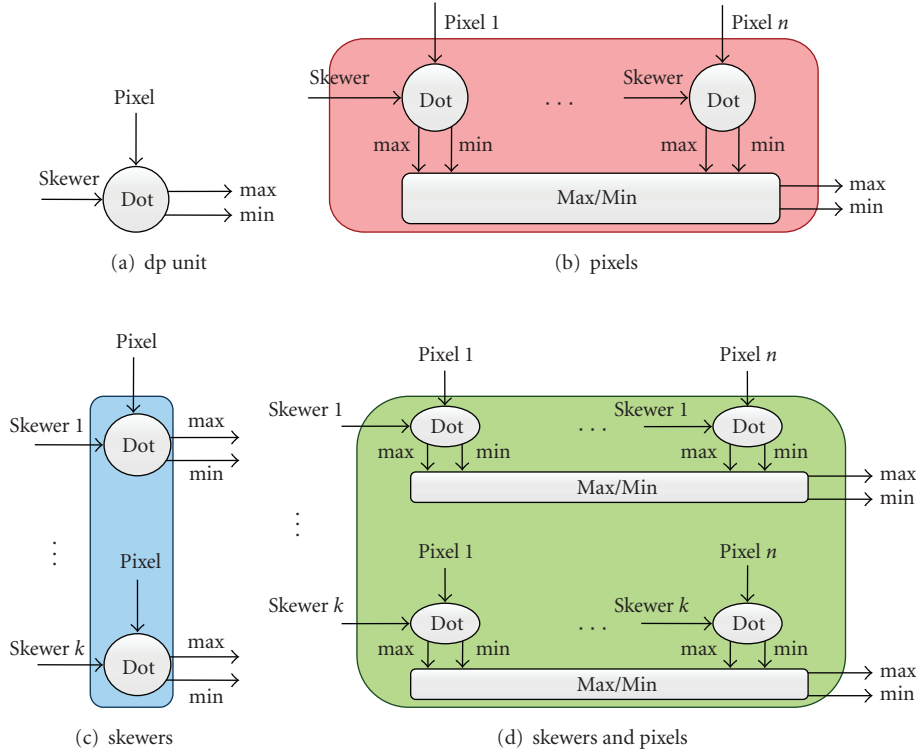 Pixel
Skewer
Dot
max
min
(a) dp unit
Pixel 1
Pixel n
Skewer
Dot
. . .
Skewer
Dot
max
min
max
min
Max/Min
max
min
(b) pixels
Pixel
Skewer 1
Dot
max
min
. . .
Pixel
Skewer k
Dot
max
min
(c) skewers
Pixel 1
Pixel n
Skewer 1
Dot
. . .
Skewer 1
Dot
max
min
max
min
Max/Min
max
min
. . .
Pixel 1
Pixel n
Skewer k
Dot
. . .
Skewer k
Dot
max
min
max
min
Max/Min
max
min
(d) skewers and pixels